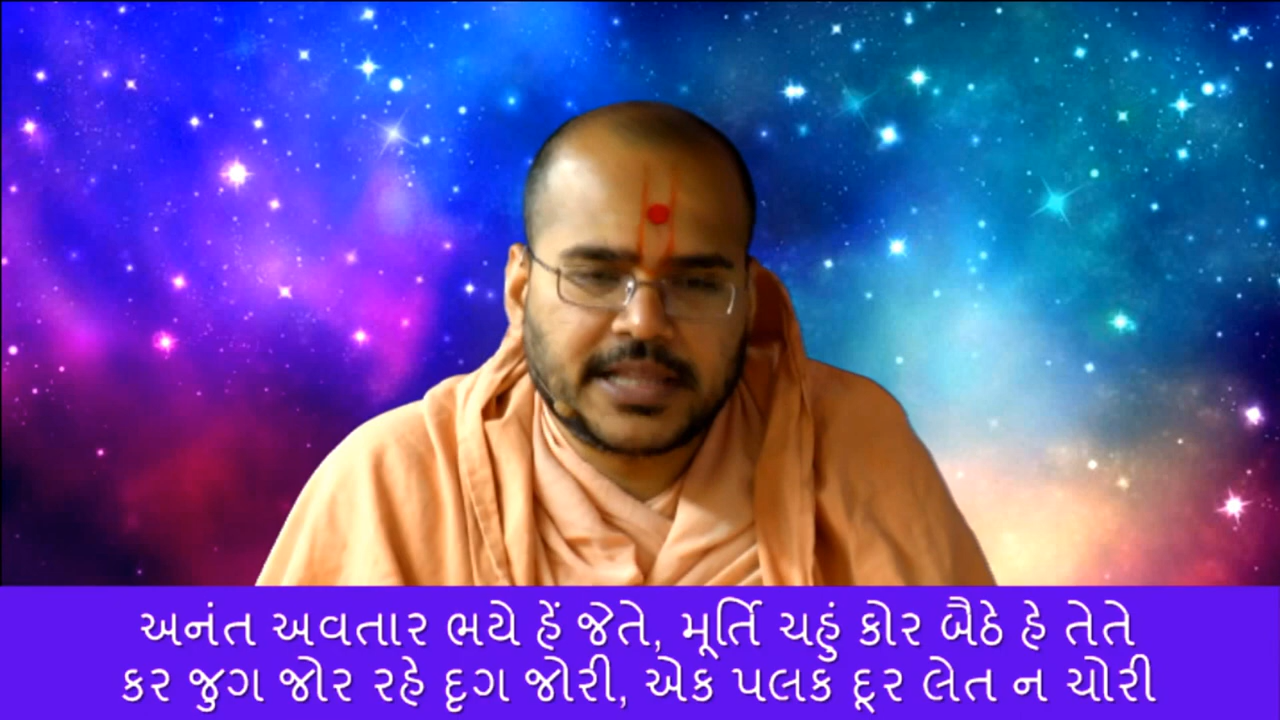 અનંત અવતાર ભયે હેં જેતે, મૂર્તિ ચહું કોર બૈઠે હે તેતે
કર જુગ જોર રહે દૃગ જોરી, એક પલક દૂર લેત ન ચોરી